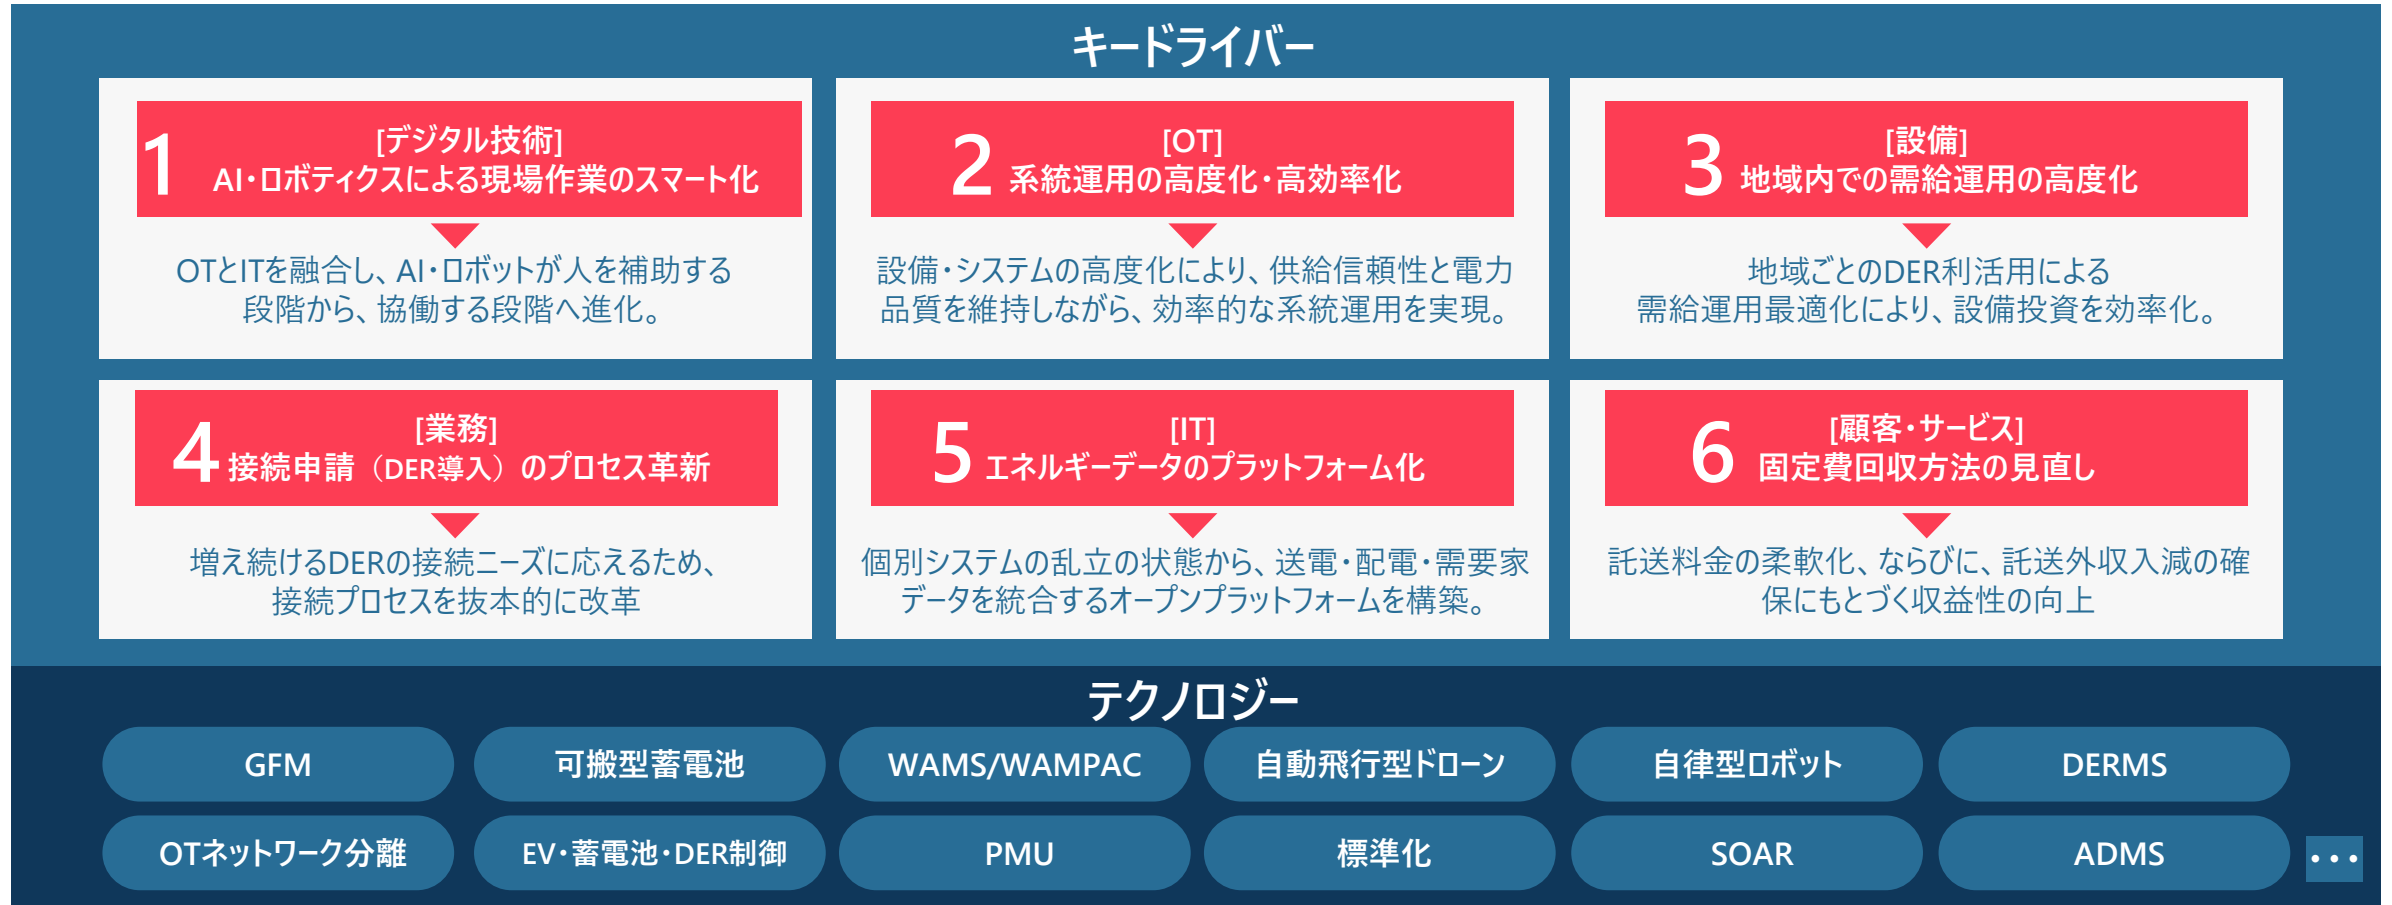 キードライバー
1
[デジタル技術]
AI・ロボティクスによる現場作業のスマート化
OTとITを融合し、AI・ロボットが人を補助する
段階から、協働する段階へ進化。
2
[OT]
系統運用の高度化・高効率化
設備・システムの高度化により、供給信頼性と電力
品質を維持しながら、効率的な系統運用を実現。
3
[設備]
地域内での需給運用の高度化
地域ごとのDER利活用による
需給運用最適化により、設備投資を効率化。
4
[業務]
接続申請（DER導入）のプロセス革新
増え続けるDERの接続ニーズに応えるため、
接続プロセスを抜本的に改革
5
[IT]
エネルギーデータのプラットフォーム化
個別システムの乱立の状態から、送電・配電・需要家
データを統合するオープンプラットフォームを構築。
6
[顧客・サービス]
固定費回収方法の見直し
託送料金の柔軟化、ならびに、託送外収入減の確
保にもとづく収益性の向上
テクノロジー
GFM
可搬型蓄電池
WAMS/WAMPAC
自動飛行型ドローン
自律型ロボット
DERMS
OTネットワーク分離
EV・蓄電池・DER制御
PMU
標準化
SOAR
ADMS
・・・